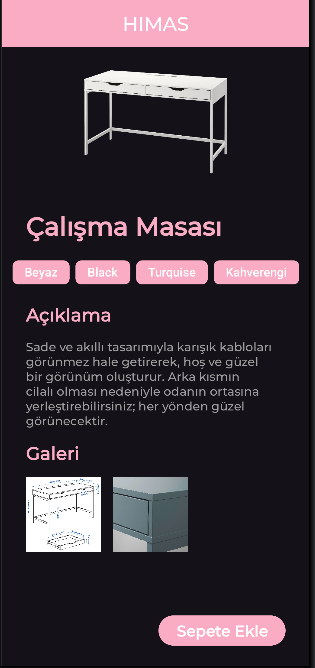 HIMAS
Çalışma Masası
Beyaz Black Turquise Kahverengi
Açıklama
Sade ve akıllı tasarımıyla karışık kabloları
görünmez hale getirerek, hoş ve güzel
bir görünüm oluşturur. Arka kısmın
cilalı olması nedeniyle odanın ortasına
yerleştirebilirsiniz; her yönden güzel
görünecektir.
Galeri
Sepete Ekle